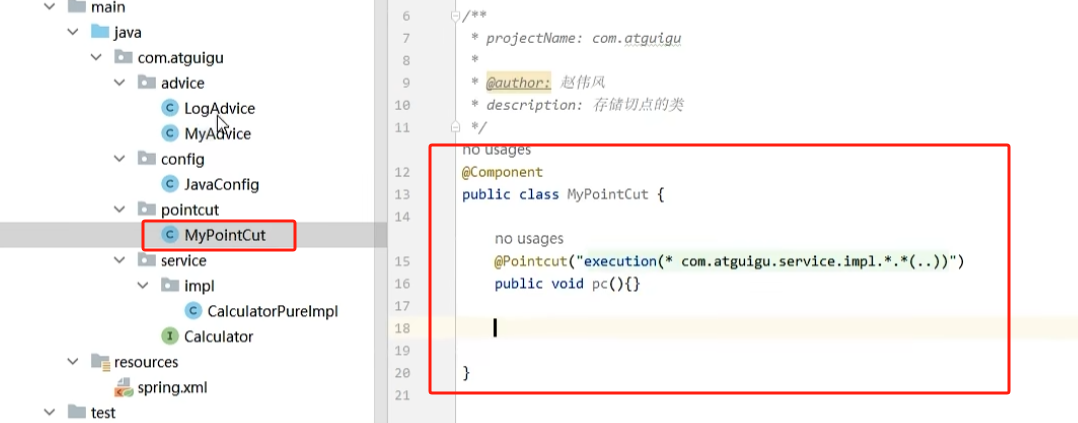 main
java
com.atguigu
advice
LogAdvice
MyAdvice
config
JavaConfig
pointcut
MyPointCut
service
impl
CalculatorPureImpl
Calculator
resources
spring.xml
test
6 /**
7 * projectName: com.atguigu
8 *
9 * @author: 赵伟风
10 * description: 存储切点的类
11 */
no usages
12 @Component
13 public class MyPointCut {
14
no usages
15 @Pointcut("execution(* com.atguigu.service.impl.*.*(..))")
16 public void pc(){}
17
18
19
20 }
21